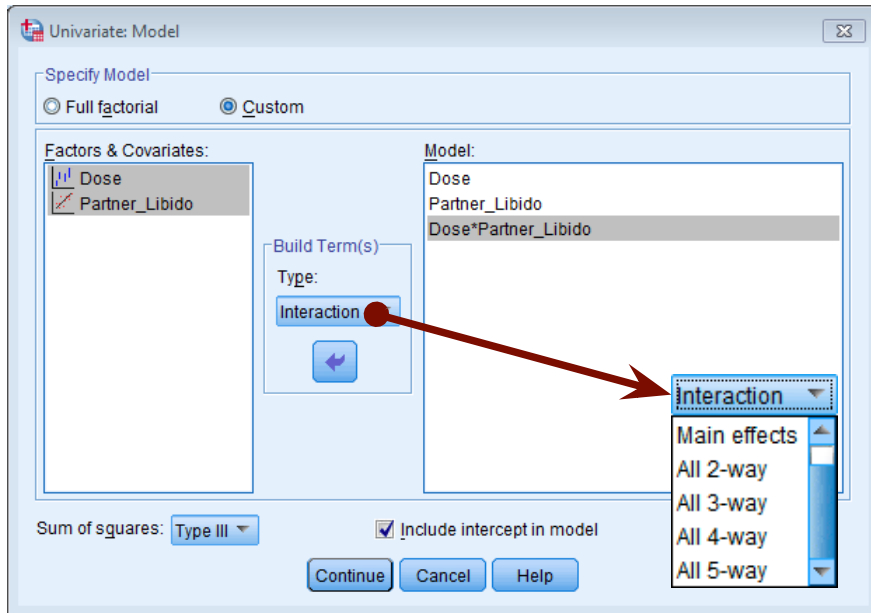 Univariate: Model
Specify Model
Full factorial
Custom
Factors & Covariates:
Dose
Partner_Libido
Build Term(s)
Type:
Interaction
Model:
Dose
Partner_Libido
Dose*Partner_Libido
Interaction
Main effects
All 2-way
All 3-way
All 4-way
All 5-way
Sum of squares: Type III
Include intercept in model
Continue
Cancel
Help